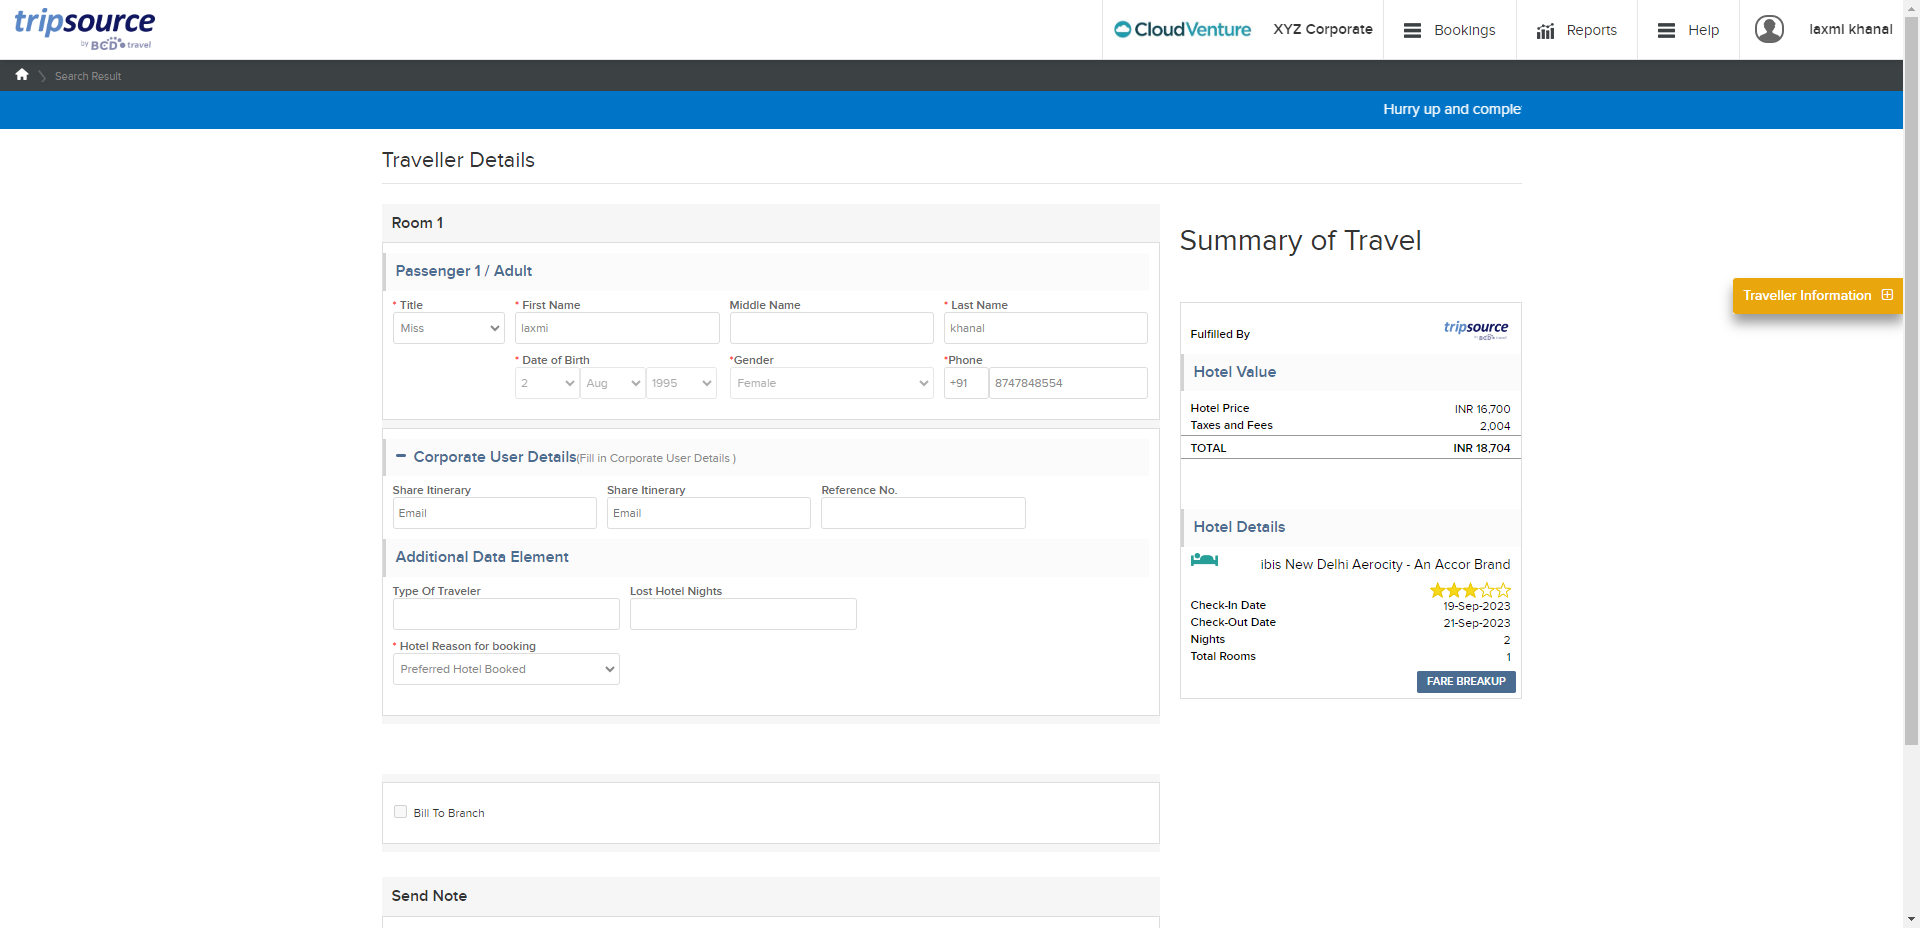 tripsource
by BCD travel
CloudVenture
XYZ Corporate
Bookings
Reports
Help
laxmi khanal
Search Result
Hurry up and comple
Traveller Details
Room 1
Passenger 1 / Adult
* Title
* First Name
Middle Name
* Last Name
Miss
laxmi
khanal
* Date of Birth
*Gender
*Phone
2
Aug
1995
Female
+91
8747848554
Corporate User Details(Fill in Corporate User Details )
Share Itinerary
Share Itinerary
Reference No.
Email
Email
Additional Data Element
Type Of Traveler
Lost Hotel Nights
* Hotel Reason for booking
Preferred Hotel Booked
Bill To Branch
Send Note
Summary of Travel
Traveller Information
Fulfilled By
tripsource
by BCD travel
Hotel Value
Hotel Price INR 16,700
Taxes and Fees 2,004
TOTAL INR 18,704
Hotel Details
ibis New Delhi Aerocity - An Accor Brand
Check-In Date 19-Sep-2023
Check-Out Date 21-Sep-2023
Nights 2
Total Rooms 1
FARE BREAKUP